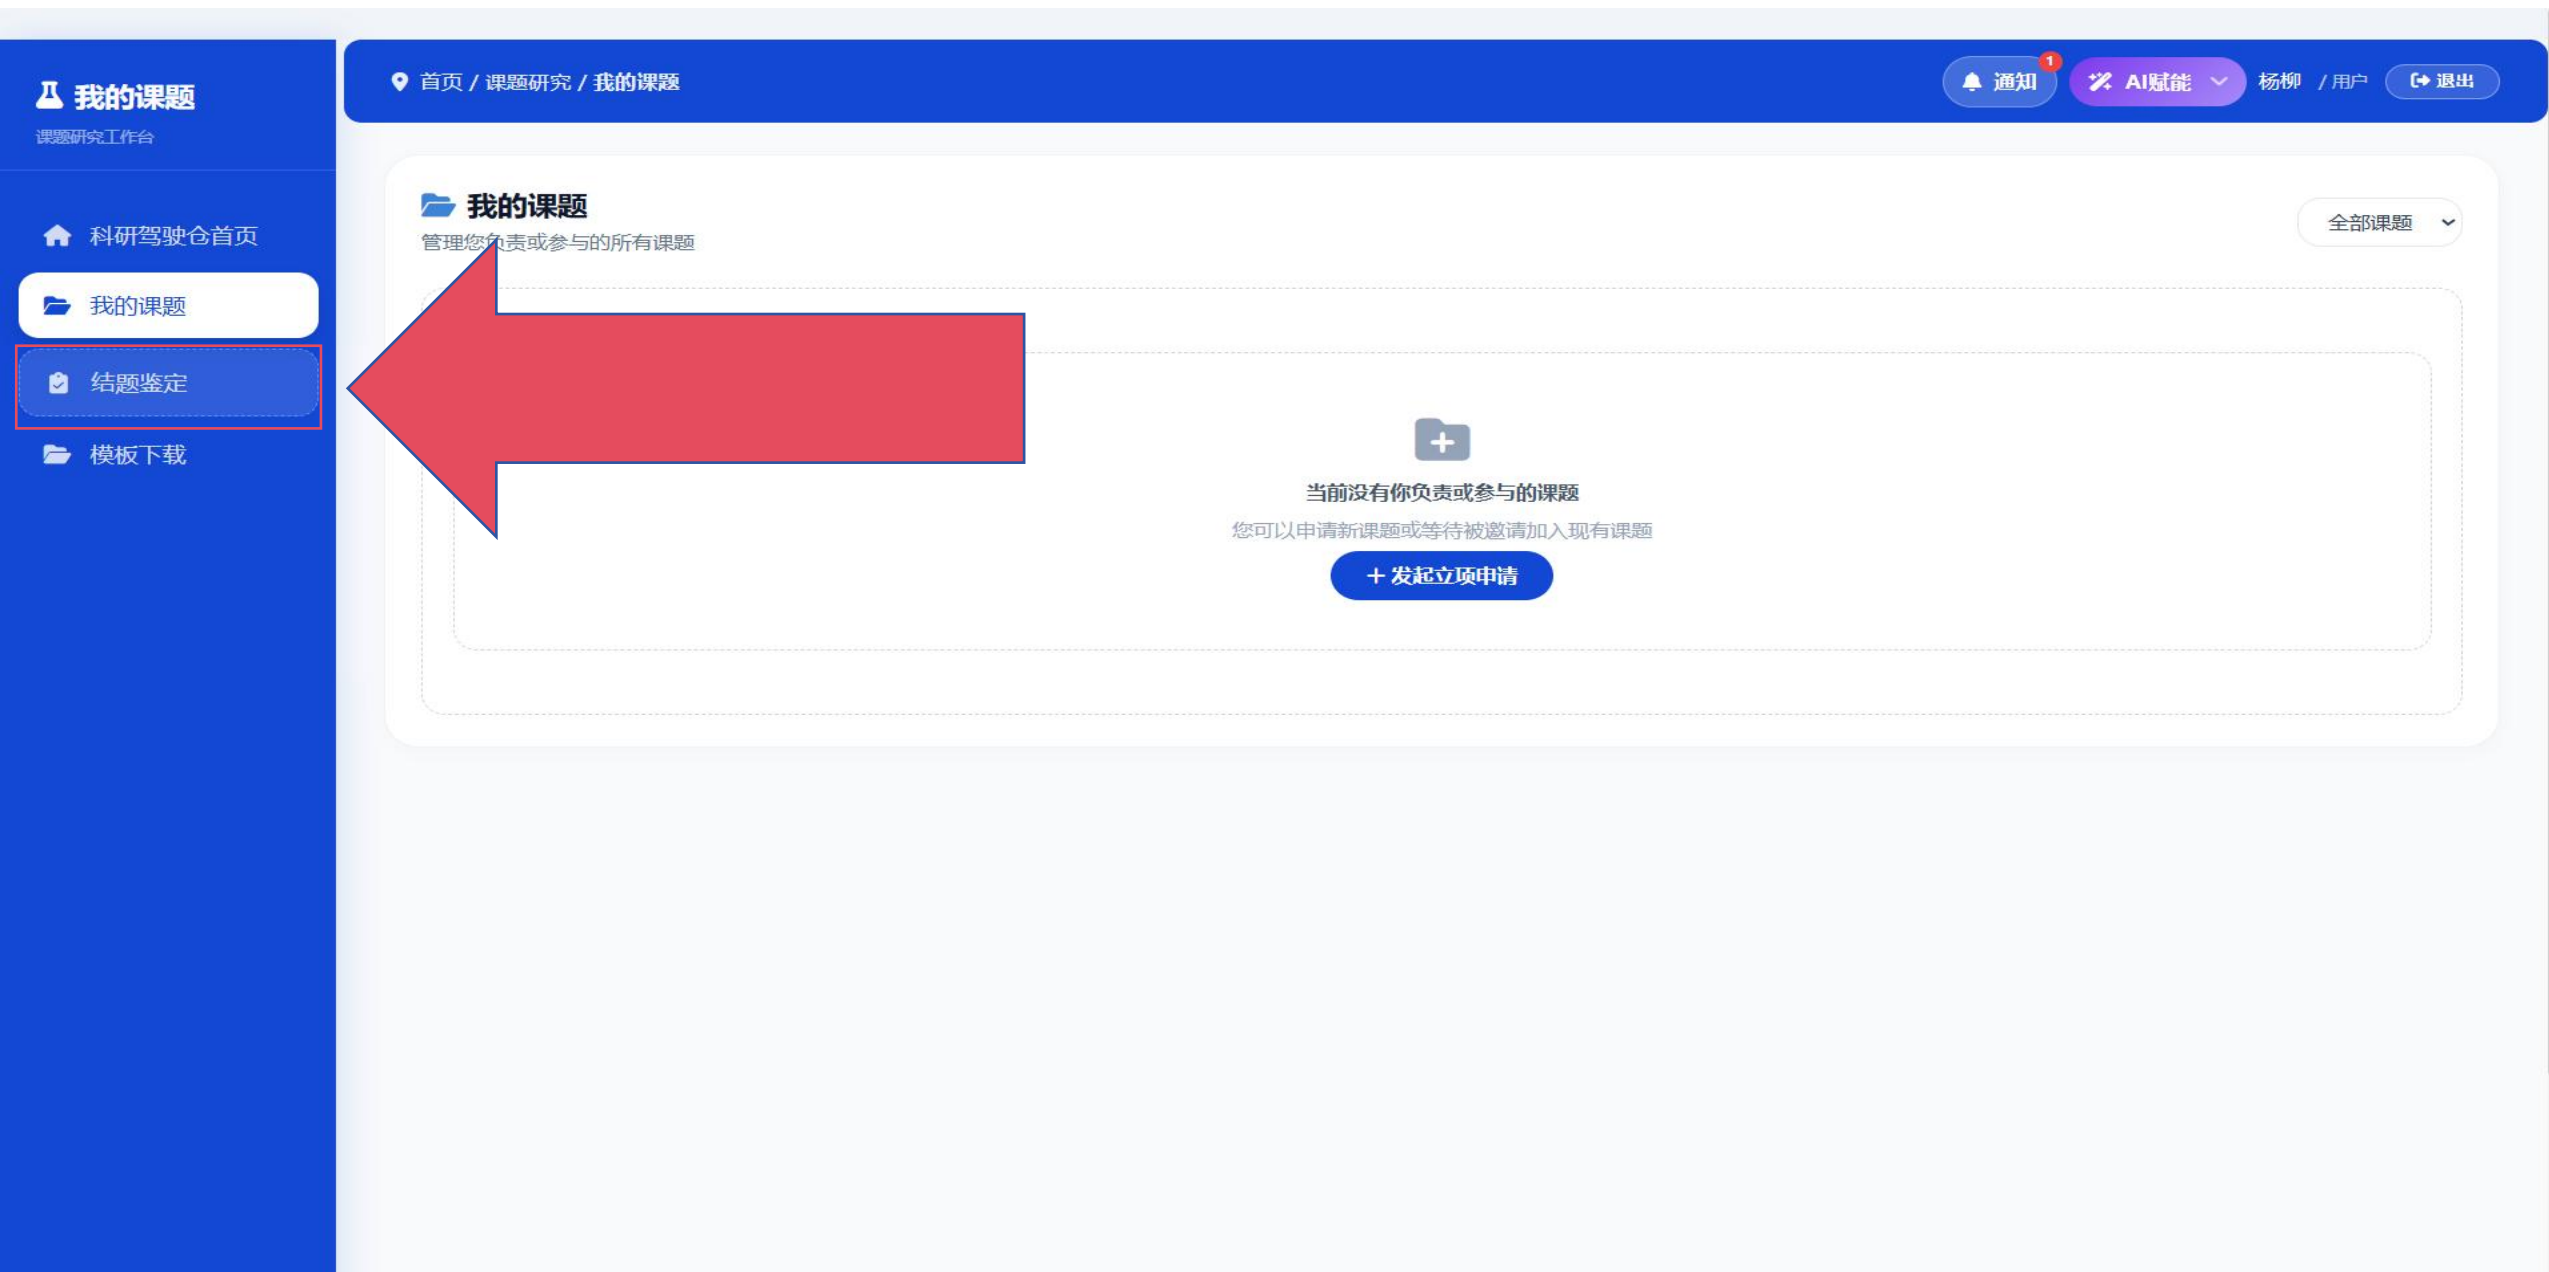 我的课题
课题研究工作台
科研驾驶仓首页
我的课题
结题鉴定
模板下载
首页 / 课题研究 / 我的课题
通知 1
AI赋能
杨柳 / 用户
退出
我的课题
管理您负责或参与的所有课题
全部课题
当前没有你负责或参与的课题
您可以申请新课题或等待被邀请加入现有课题
+ 发起立项申请